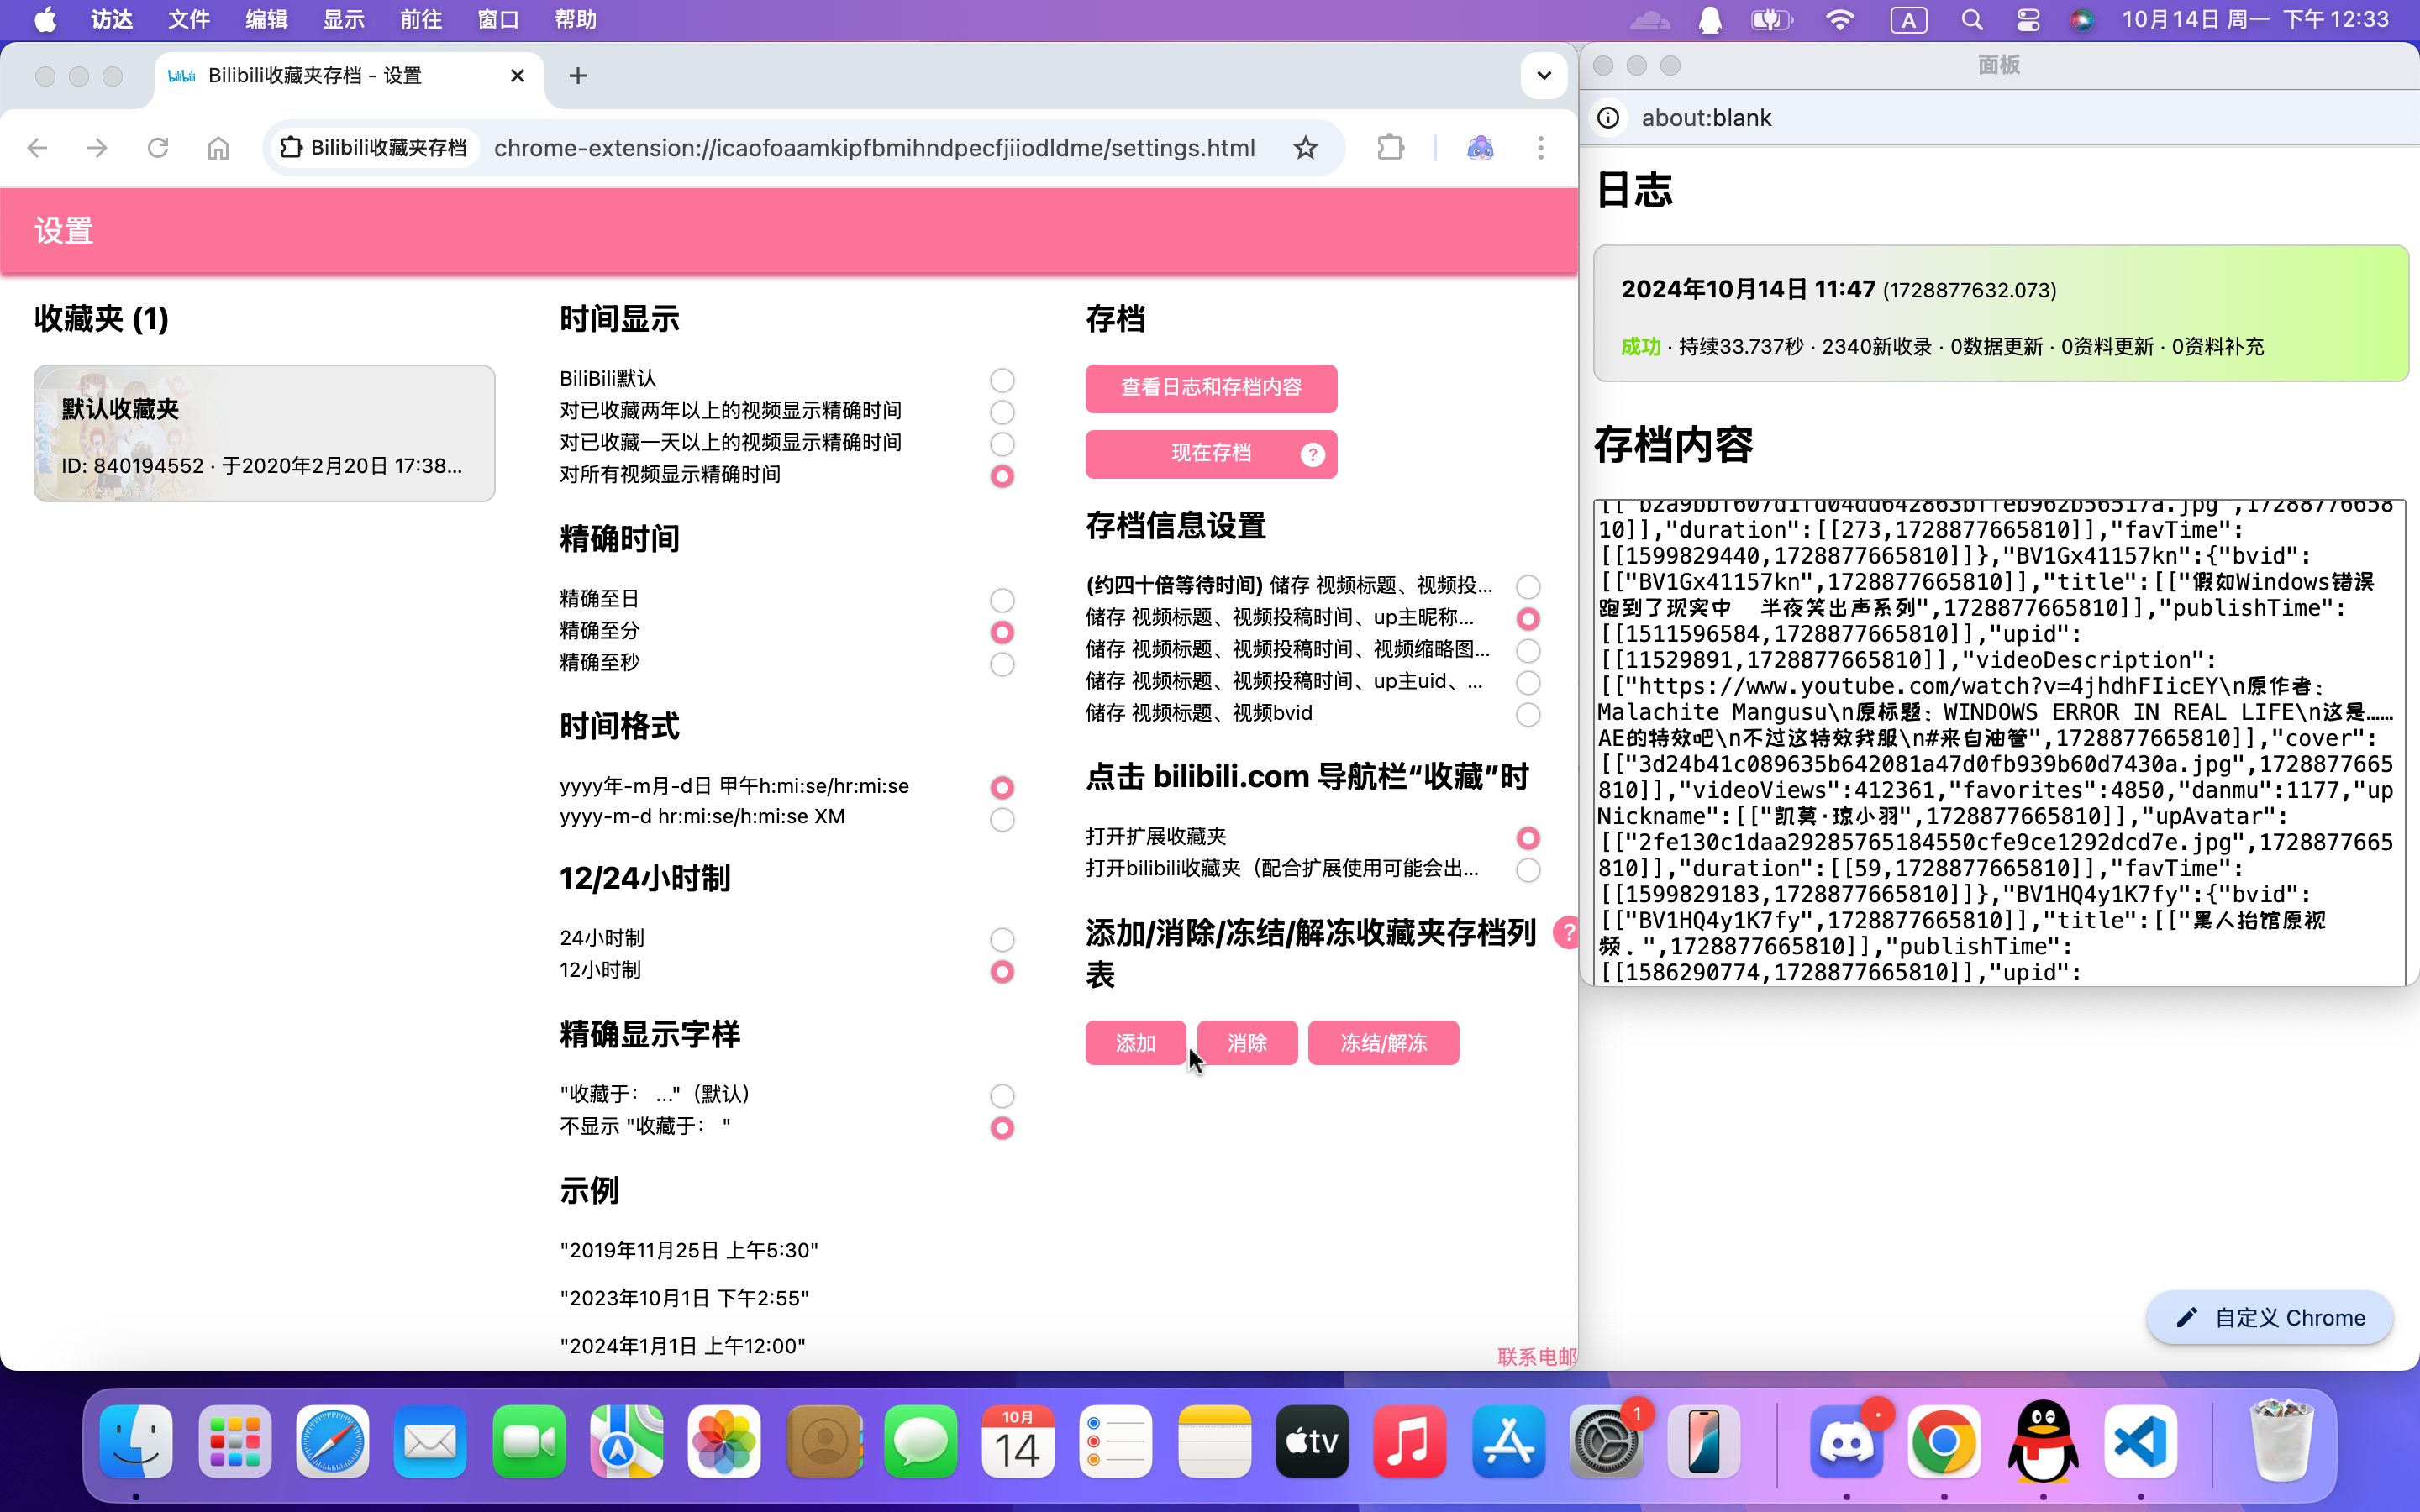 访达 文件 编辑 显示 前往 窗口 帮助
A
10月14日 周一 下午12:33
bilibili Bilibili收藏夹存档 - 设置
Bilibili收藏夹存档 chrome-extension://icaofoaamkipfbmihndpecfjiiodldme/settings.html
设置
收藏夹 (1)
默认收藏夹
ID: 840194552 · 于2020年2月20日 17:38...
时间显示
BiliBili默认
对已收藏两年以上的视频显示精确时间
对已收藏一天以上的视频显示精确时间
对所有视频显示精确时间
精确时间
精确至日
精确至分
精确至秒
时间格式
yyyy年-m月-d日 甲午h:mi:se/hr:mi:se
yyyy-m-d hr:mi:se/h:mi:se XM
12/24小时制
24小时制
12小时制
精确显示字样
"收藏于： ..."（默认）
不显示 "收藏于： "
示例
"2019年11月25日 上午5:30"
"2023年10月1日 下午2:55"
"2024年1月1日 上午12:00"
存档
查看日志和存档内容
现在存档 ?
存档信息设置
(约四十倍等待时间) 储存 视频标题、视频投...
储存 视频标题、视频投稿时间、up主昵称...
储存 视频标题、视频投稿时间、视频缩略图...
储存 视频标题、视频投稿时间、up主uid、...
储存 视频标题、视频bvid
点击 bilibili.com 导航栏“收藏”时
打开扩展收藏夹
打开bilibili收藏夹（配合扩展使用可能会出...
添加/消除/冻结/解冻收藏夹存档列 ?
表
添加 消除 冻结/解冻
联系电邮
面板
about:blank
日志
2024年10月14日 11:47 (1728877632.073)
成功 · 持续33.737秒 · 2340新收录 · 0数据更新 · 0资料更新 · 0资料补充
存档内容
[["b2a9bbf607d1fd04dd642863bffeb962b56517a.jpg",17288776658
10]],"duration":[[273,1728877665810]],"favTime":
[[1599829440,1728877665810]]},"BV1Gx41157kn":{"bvid":
[["BV1Gx41157kn",1728877665810]],"title":[["假如Windows错误
跑到了现实中 半夜笑出声系列",1728877665810]],"publishTime":
[[1511596584,1728877665810]],"upid":
[[11529891,1728877665810]],"videoDescription":
[["https://www.youtube.com/watch?v=4jhdhFIicEY\n原作者：
Malachite Mangusu\n原标题：WINDOWS ERROR IN REAL LIFE\n这是……
AE的特效吧\n不过这特效我服\n#来自油管",1728877665810]],"cover":
[["3d24b41c089635b642081a47d0fb939b60d7430a.jpg",1728877665
810]],"videoViews":412361,"favorites":4850,"danmu":1177,"up
Nickname":[["凯莫·琼小羽",1728877665810]],"upAvatar":
[["2fe130c1daa29285765184550cfe9ce1292dcd7e.jpg",1728877665
810]],"duration":[[59,1728877665810]],"favTime":
[[1599829183,1728877665810]]},"BV1HQ4y1K7fy":{"bvid":
[["BV1HQ4y1K7fy",1728877665810]],"title":[["黑人抬馆原视
频.",1728877665810]],"publishTime":
[[1586290774,1728877665810]],"upid":
自定义 Chrome
10月
14
tv
1